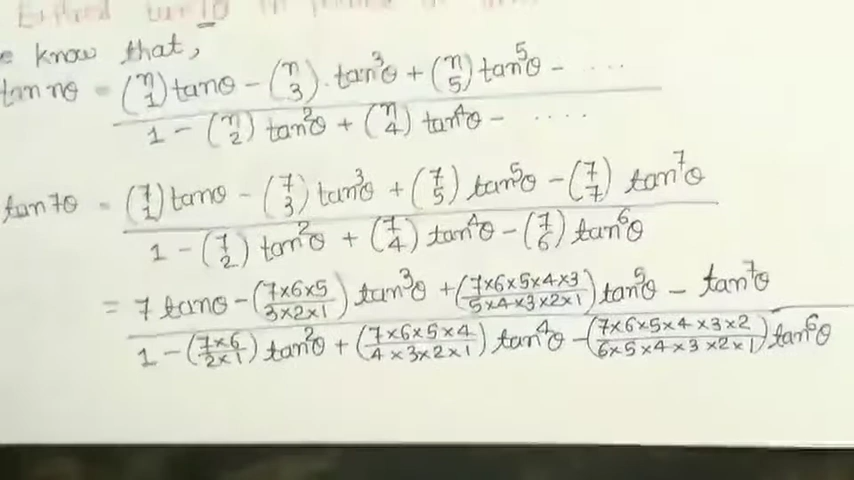 know that,
tan nθ = (n 1) tanθ - (n 3). tan³θ + (n 5) tan⁵θ - ....
1 - (n 2) tan²θ + (n 4) tan⁴θ - ....
tan7θ = (7 1) tanθ - (7 3) tan³θ + (7 5) tan⁵θ - (7 7) tan⁷θ
1 - (7 2) tan²θ + (7 4) tan⁴θ - (7 6) tan⁶θ
= 7 tanθ - (7×6×5 / 3×2×1) tan³θ + (7×6×5×4×3 / 5×4×3×2×1) tan⁵θ - tan⁷θ
1 - (7×6 / 2×1) tan²θ + (7×6×5×4 / 4×3×2×1) tan⁴θ - (7×6×5×4×3×2 / 6×5×4×3×2×1) tan⁶θ